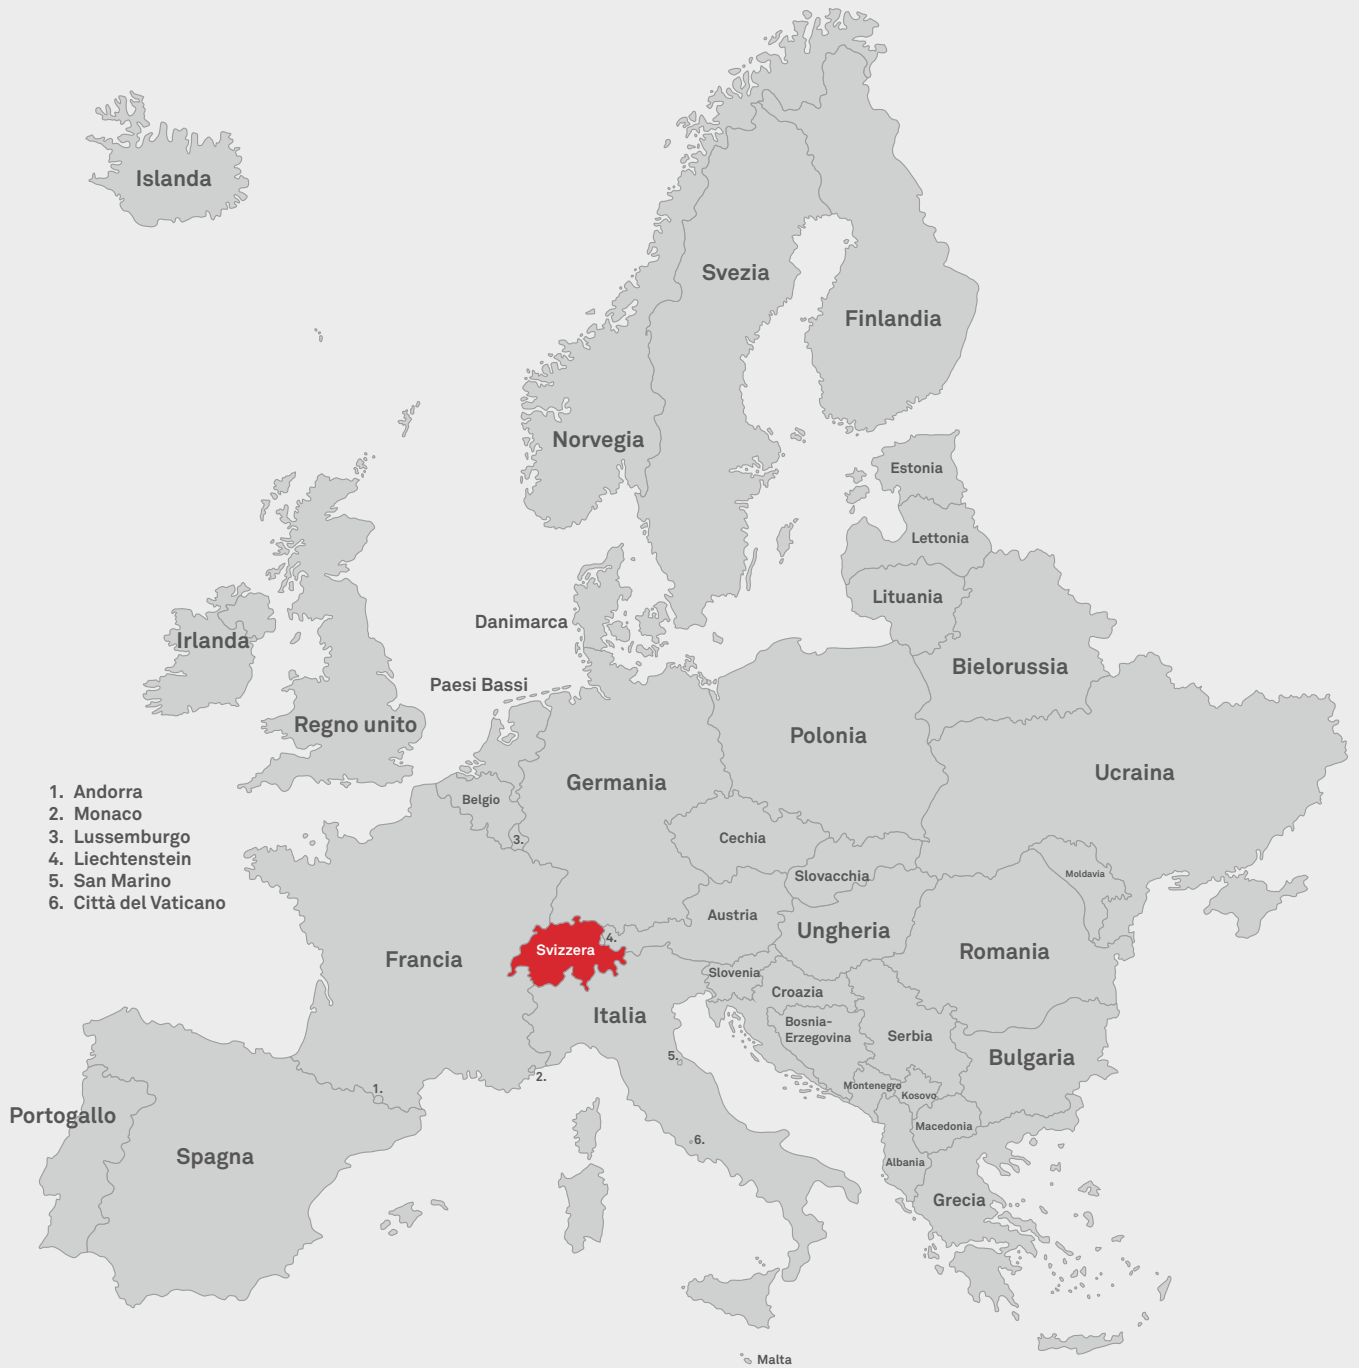 Islanda
Svezia
Finlandia
Norvegia
Estonia
Lettonia
Lituania
Danimarca
Irlanda
Bielorussia
Paesi Bassi
Regno unito
Polonia
Ucraina
Germania
1. Andorra
2. Monaco
3. Lussemburgo
4. Liechtenstein
5. San Marino
6. Città del Vaticano
Belgio
3.
Cechia
Slovacchia
Moldavia
Austria
Ungheria
4.
Svizzera
Francia
Romania
Slovenia
Croazia
Italia
Bosnia-
Erzegovina
Serbia
5.
Bulgaria
2.
1.
Montenegro
Kosovo
Portogallo
Macedonia
6.
Spagna
Albania
Grecia
Malta